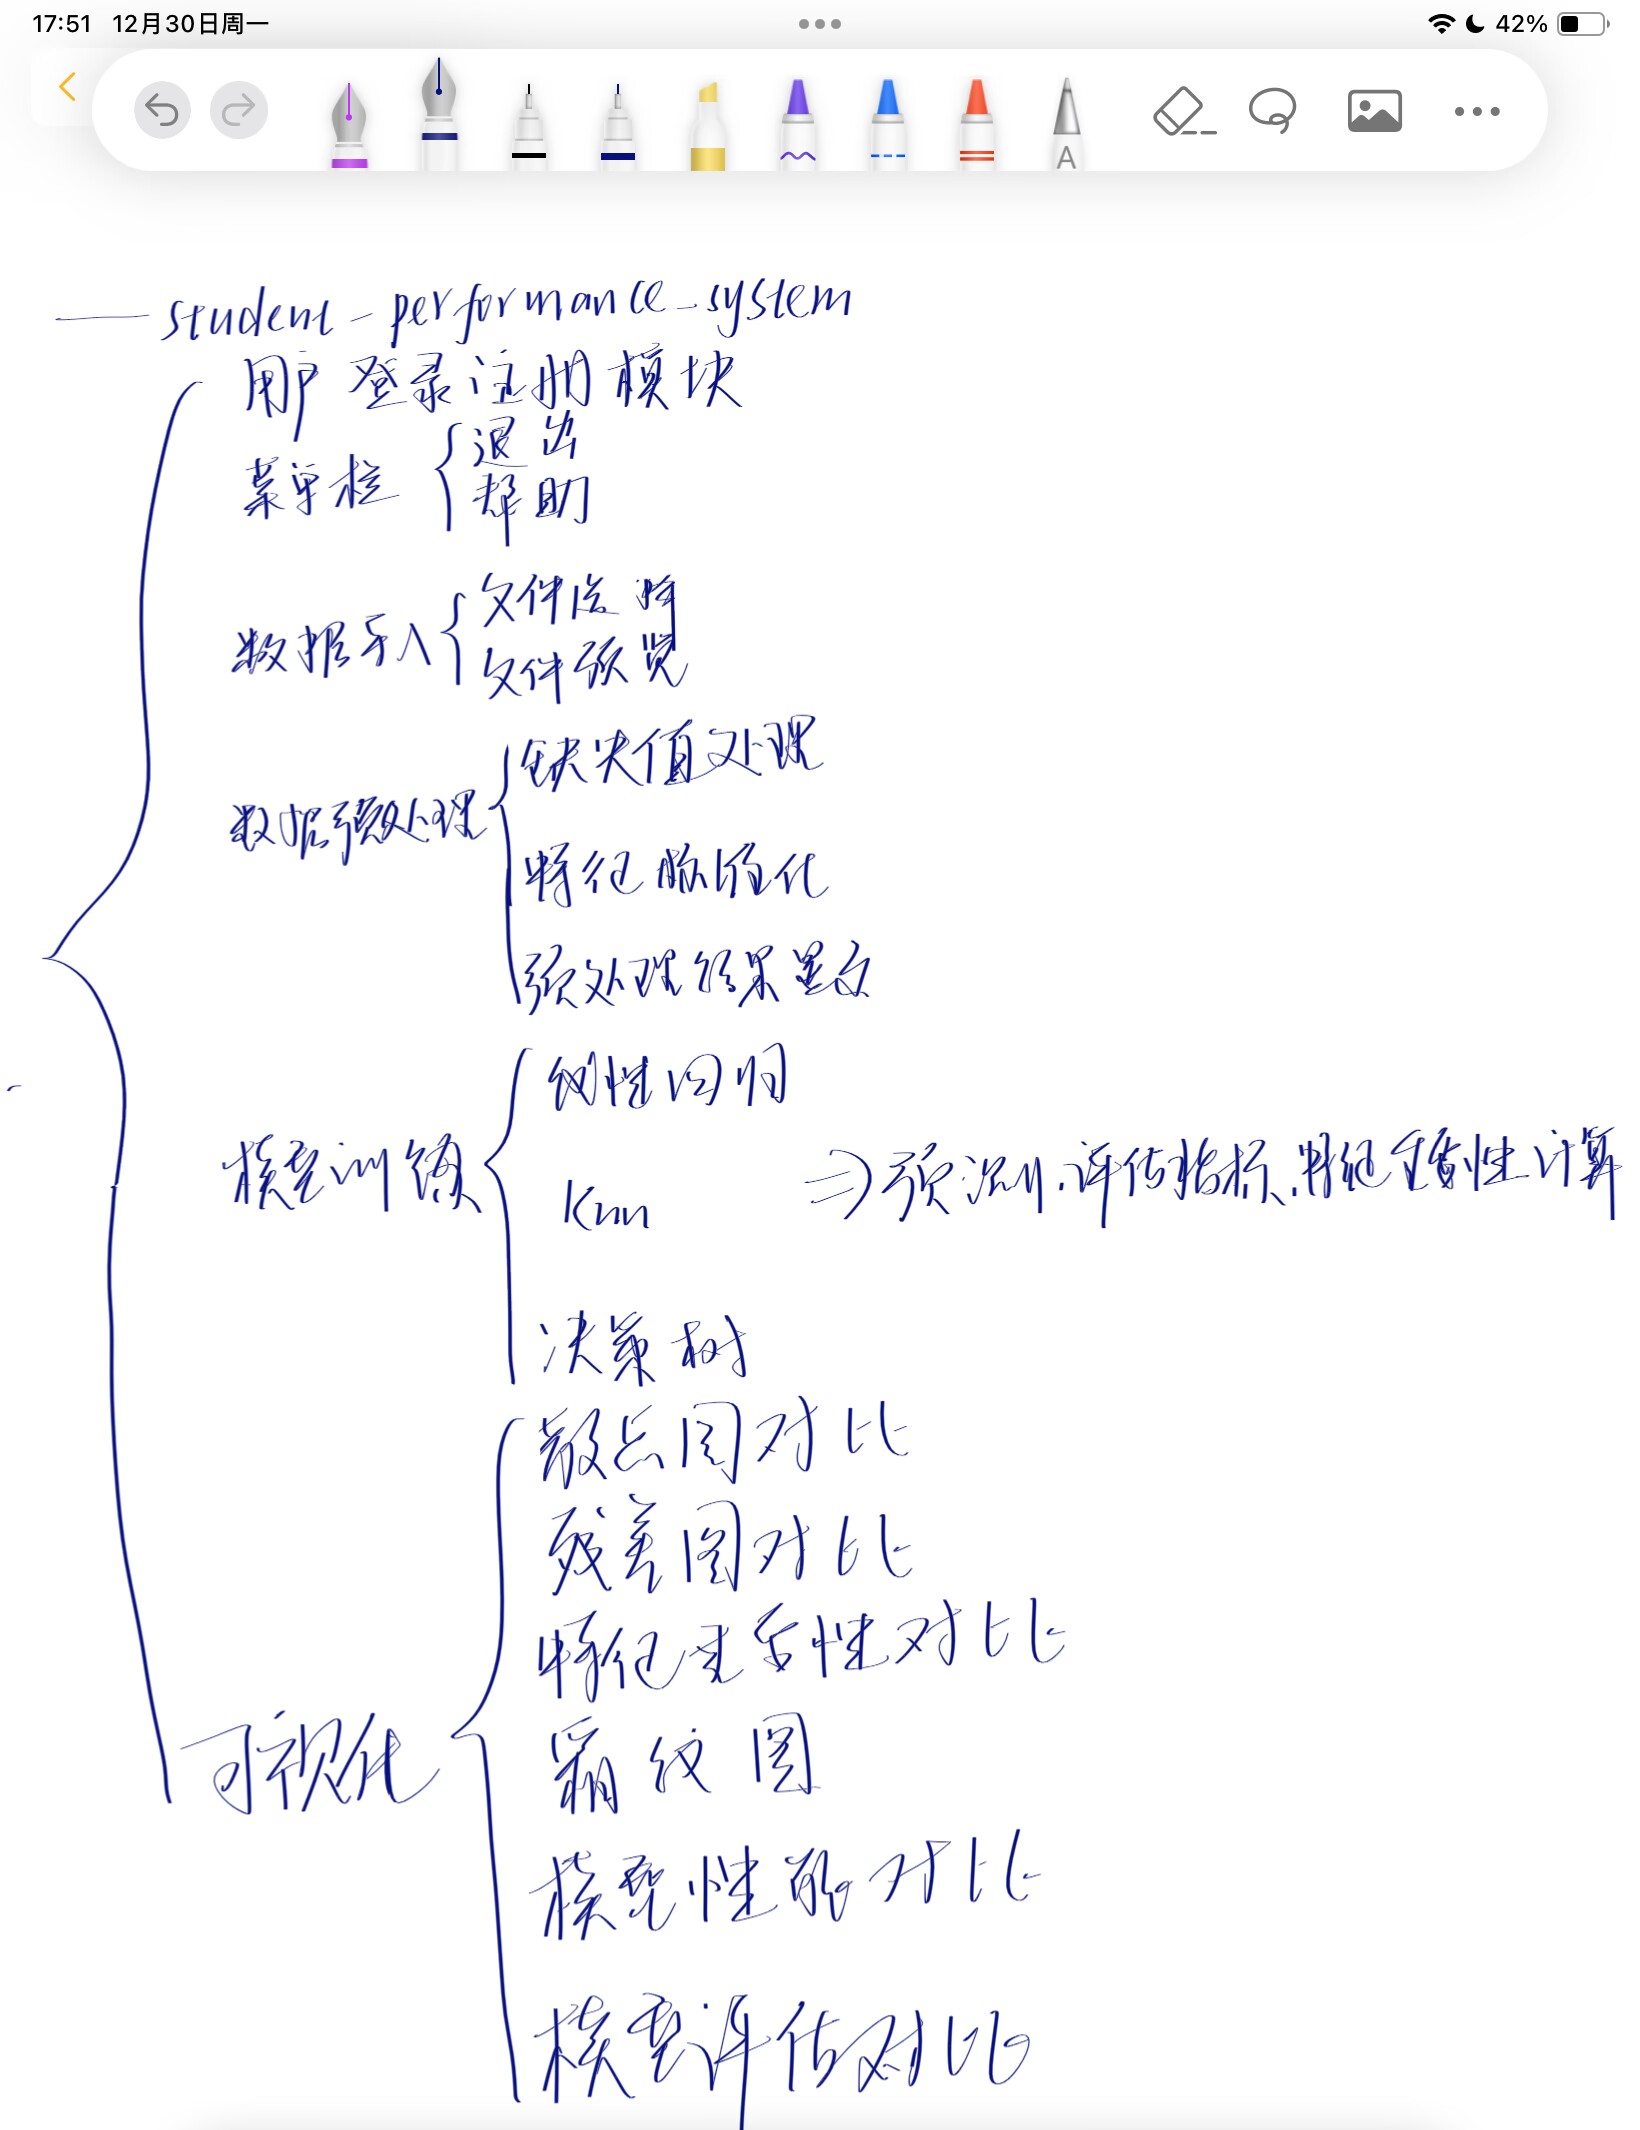 17:51 12月30日周一
42%
A
student-performance-system
用户登录注册模块
菜单栏
退出
帮助
数据导入
文件选择
文件预览
数据预处理
缺失值处理
特征标准化
预处理结果显示
模型训练
线性回归
Knn
决策树
⇒预测.评估指标.特征重要性计算
可视化
散点图对比
残差图对比
特征重要性对比
纹图
模型性能对比
模型评估对比